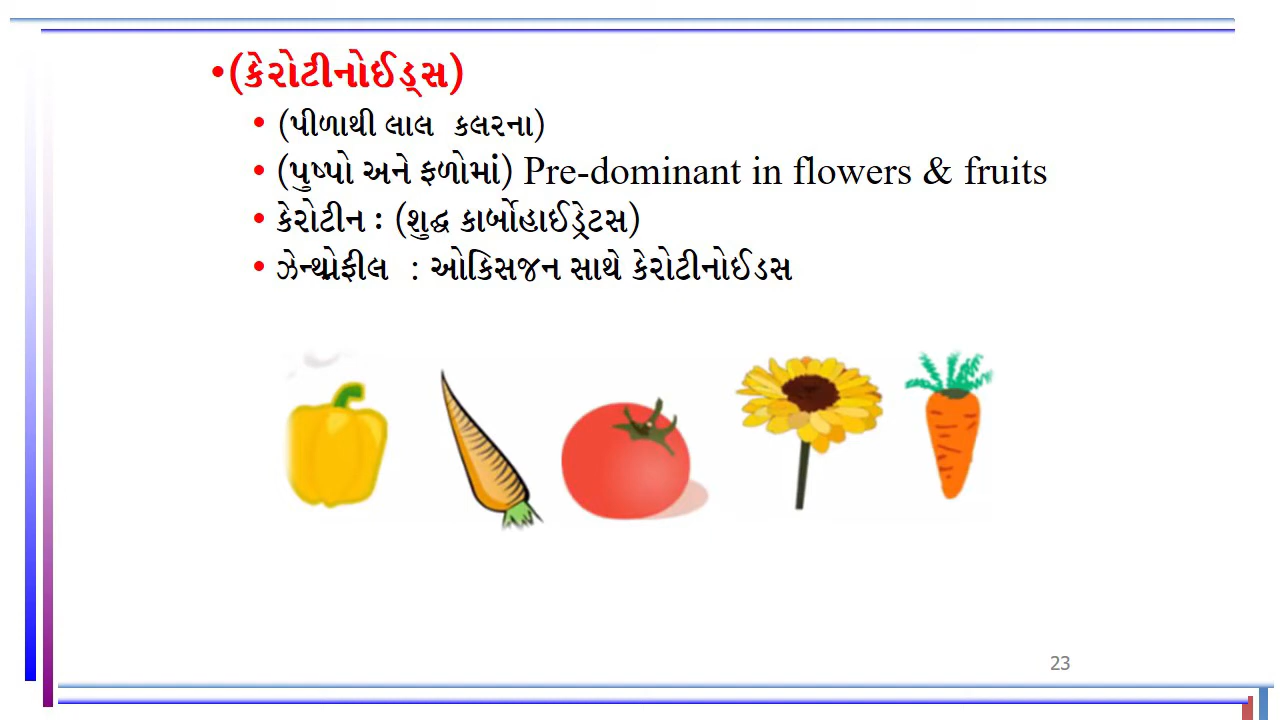 •(કેરોટીનોઈડ્સ)
• (પીળાથી લાલ કલરના)
• (પુષ્પો અને ફળોમાં) Pre-dominant in flowers & fruits
• કેરોટીન : (શુદ્ધ કાર્બોહાઈડ્રેટસ)
• ઝેન્થોફીલ : ઓકિસજન સાથે કેરોટીનોઈડસ
23